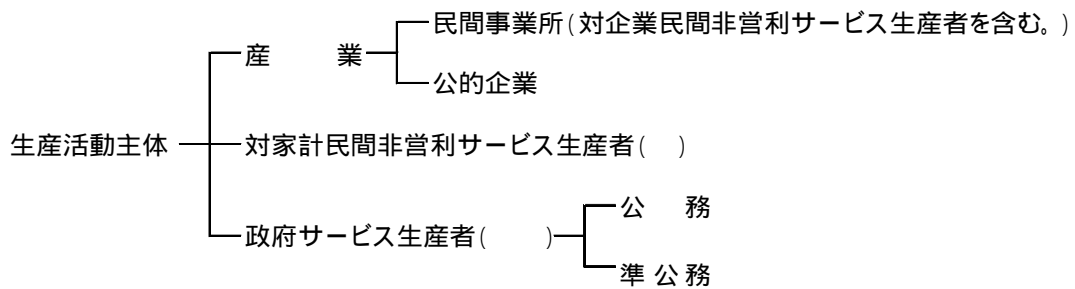 民間事業所(対企業民間非営利サービス生産者を含む。)
産　　業
公的企業
生産活動主体
対家計民間非営利サービス生産者(　)
公　　務
政府サービス生産者(　　)
準 公 務